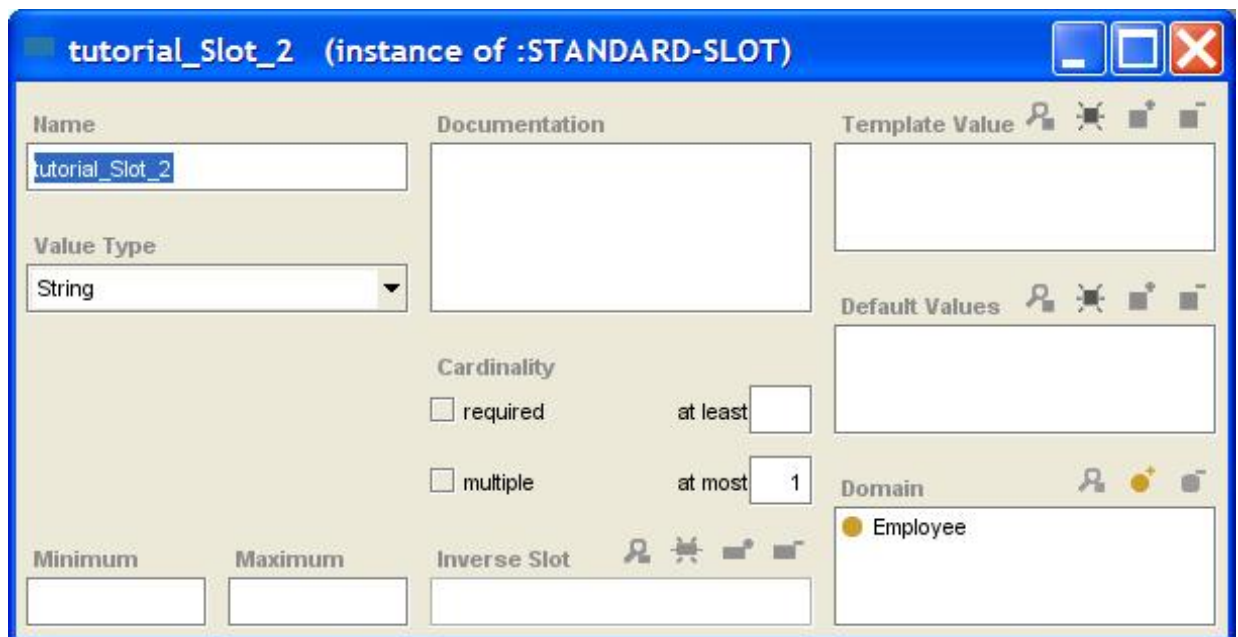 tutorial_Slot_2 (instance of :STANDARD-SLOT)
Name
tutorial_Slot_2
Value Type
String
Documentation
Cardinality
required
at least
multiple
at most 1
Minimum
Maximum
Inverse Slot
Template Value
Default Values
Domain
Employee